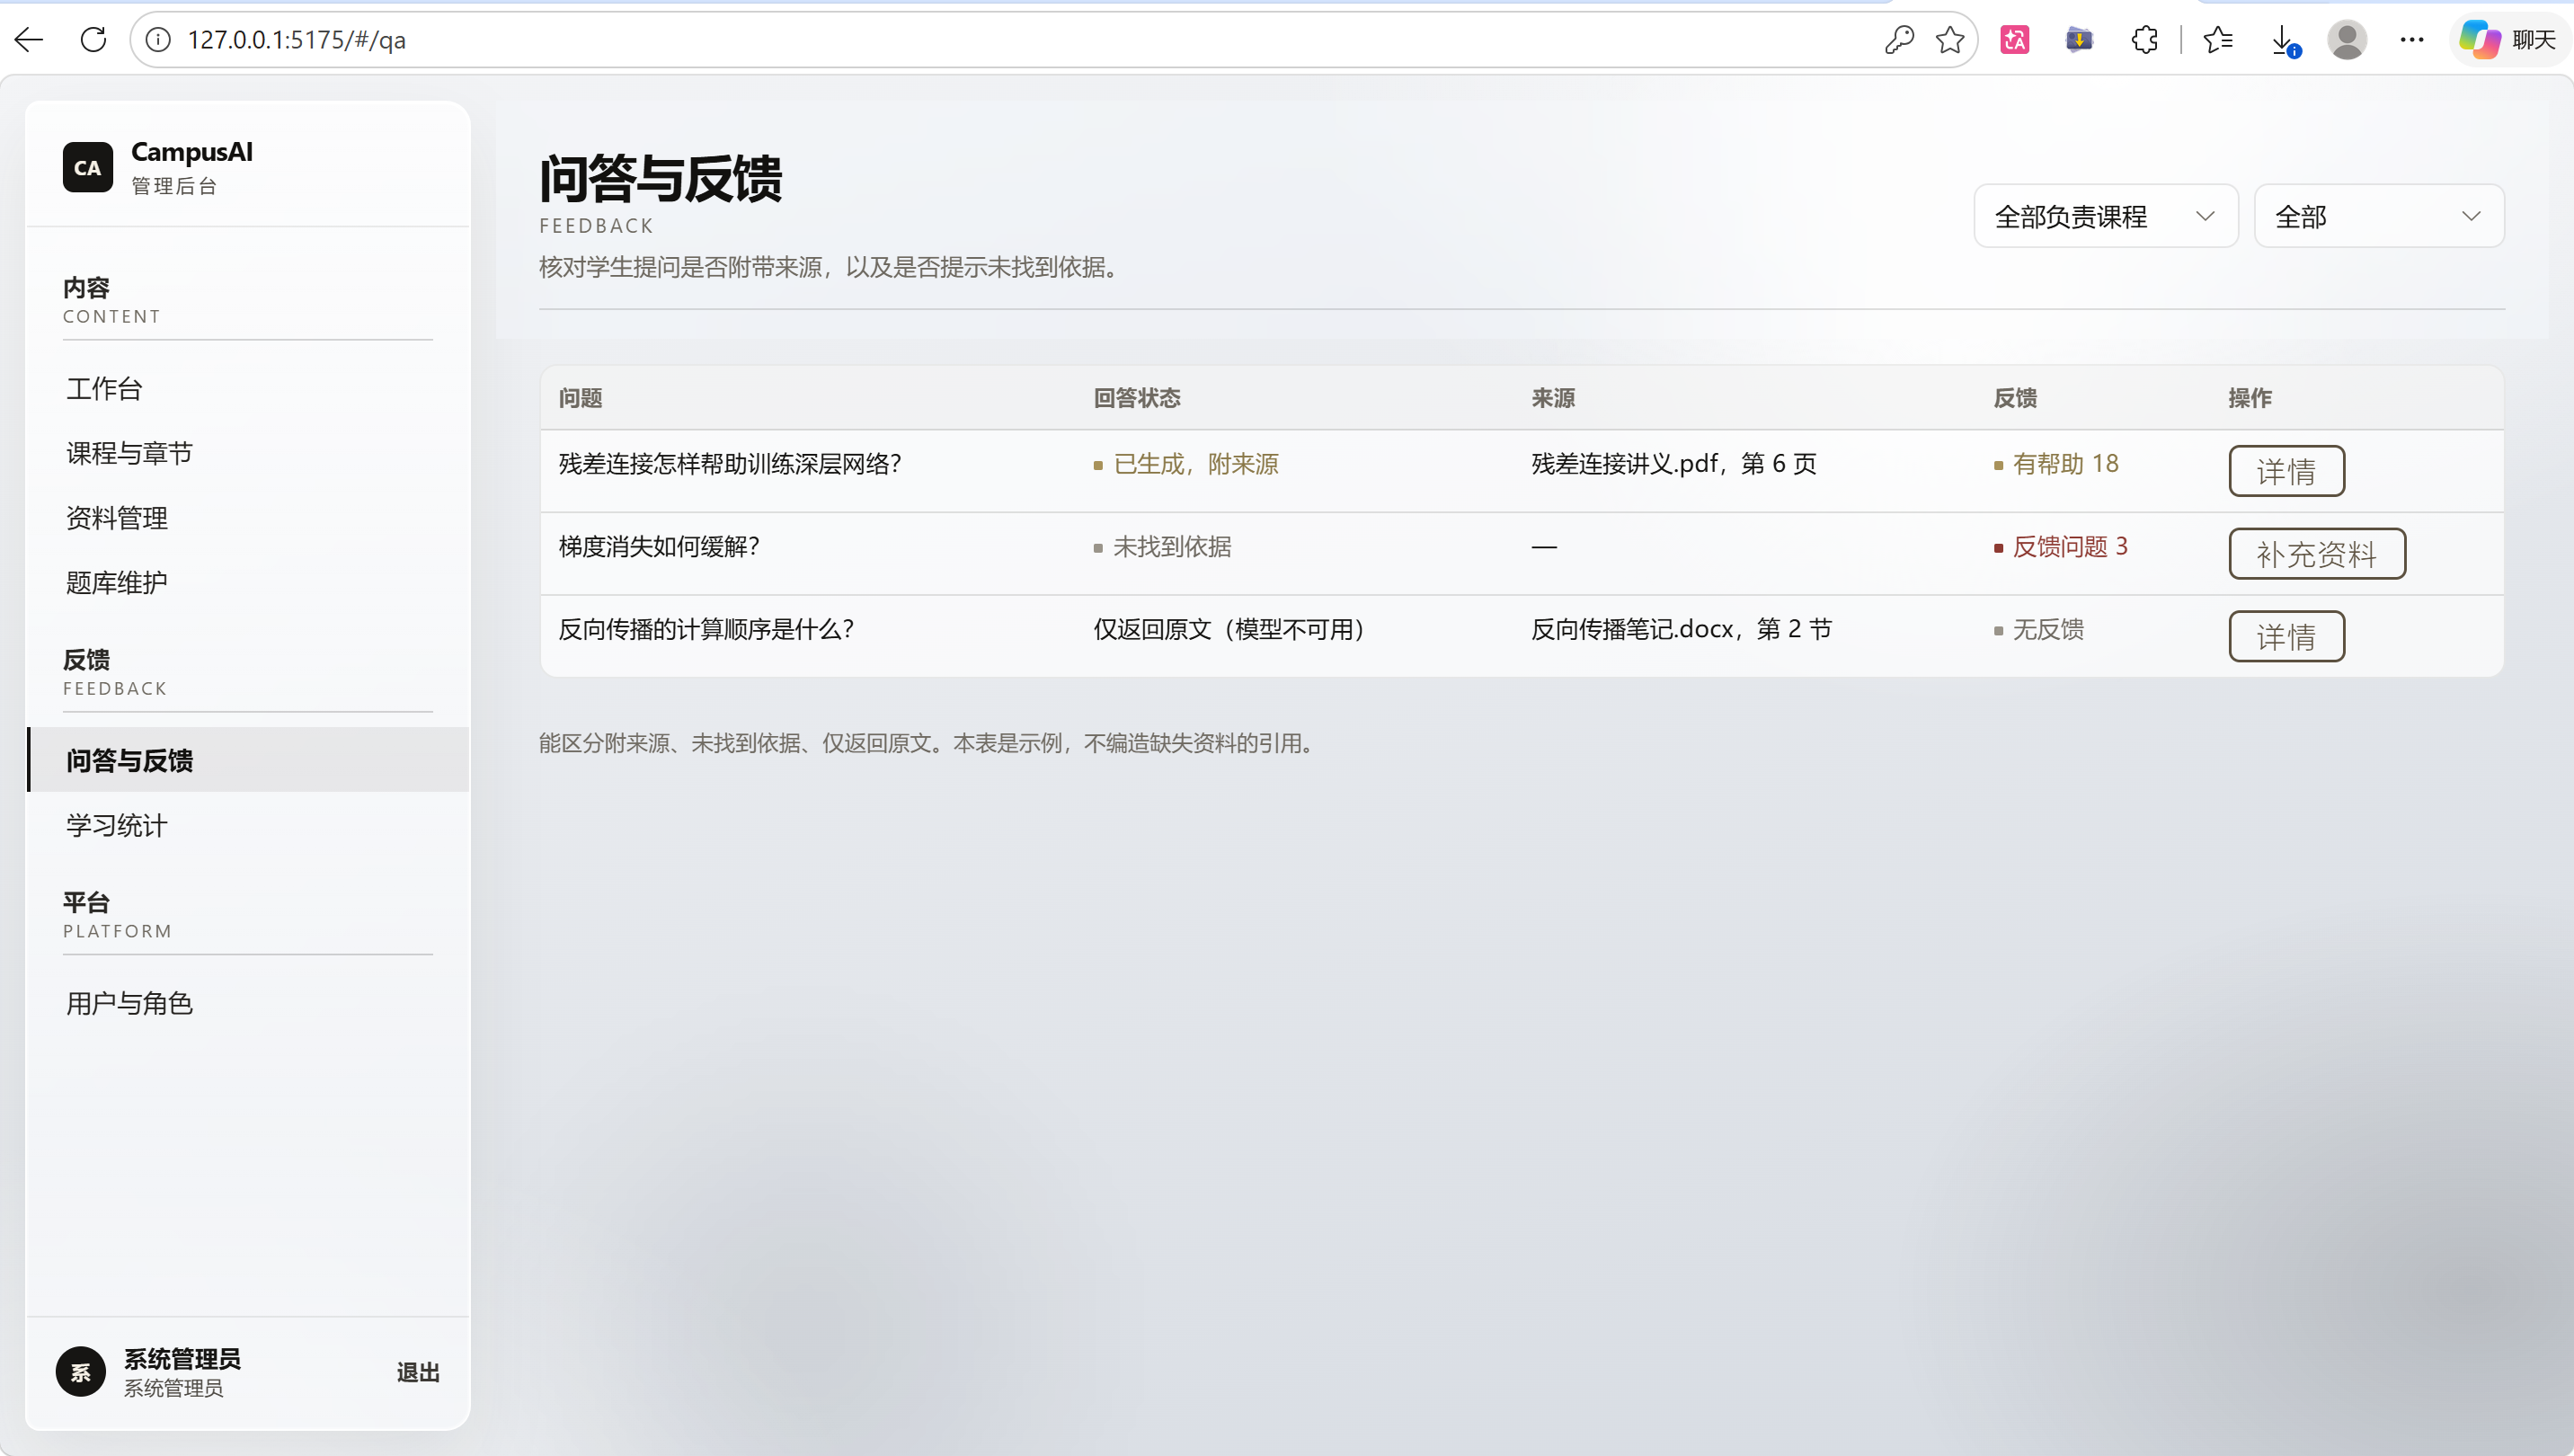 127.0.0.1:5175/#/qa
聊天
CA
CampusAI
管理后台
内容
CONTENT
工作台
课程与章节
资料管理
题库维护
反馈
FEEDBACK
问答与反馈
学习统计
平台
PLATFORM
用户与角色
系
系统管理员
系统管理员
退出
问答与反馈
FEEDBACK
核对学生提问是否附带来源，以及是否提示未找到依据。
全部负责课程
全部
问题 回答状态 来源 反馈 操作
残差连接怎样帮助训练深层网络？ 已生成，附来源 残差连接讲义.pdf，第 6 页 有帮助 18 详情
梯度消失如何缓解？ 未找到依据 — 反馈问题 3 补充资料
反向传播的计算顺序是什么？ 仅返回原文（模型不可用） 反向传播笔记.docx，第 2 节 无反馈 详情
能区分附来源、未找到依据、仅返回原文。本表是示例，不编造缺失资料的引用。